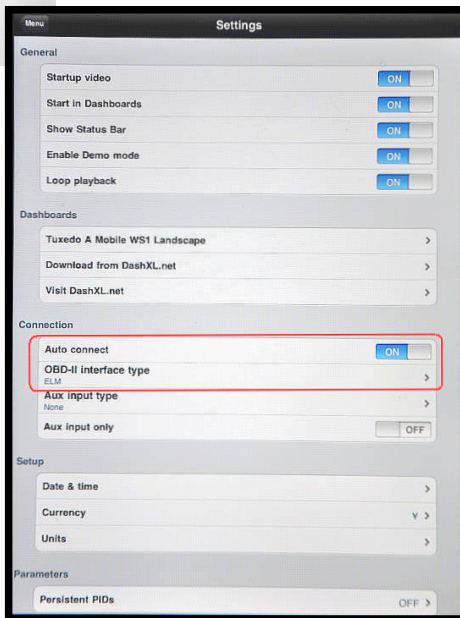 Menu
Settings
General
Startup video ON
Start in Dashboards ON
Show Status Bar ON
Enable Demo mode ON
Loop playback ON
Dashboards
Tuxedo A Mobile WS1 Landscape
Download from DashXL.net
Visit DashXL.net
Connection
Auto connect ON
OBD-II interface type
ELM
Aux input type
None
Aux input only OFF
Setup
Date & time
Currency ¥
Units
Parameters
Persistent PIDs OFF